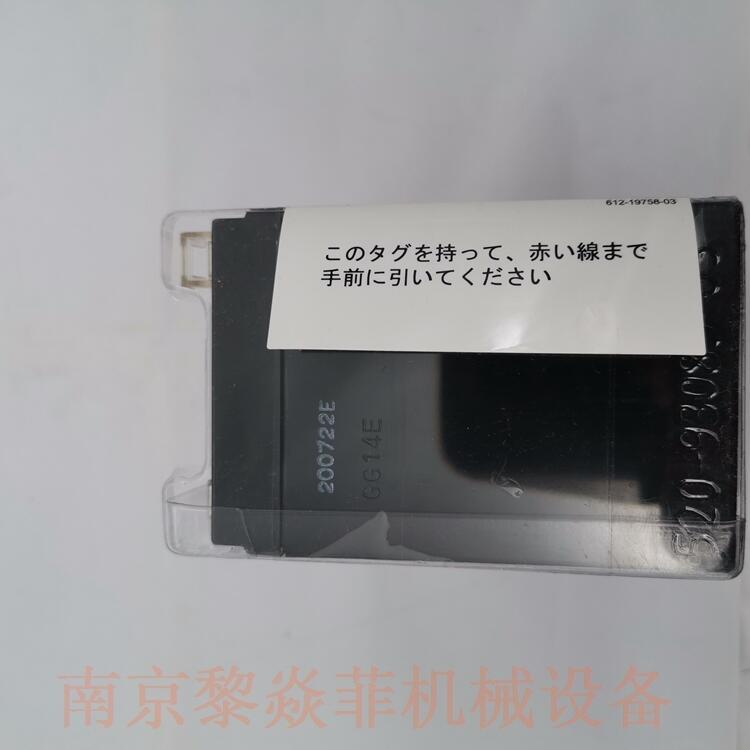 612-19758-03
このタグを持って、赤い線まで
手前に引いてください
200722E
GG14E
南京黎焱菲机械设备